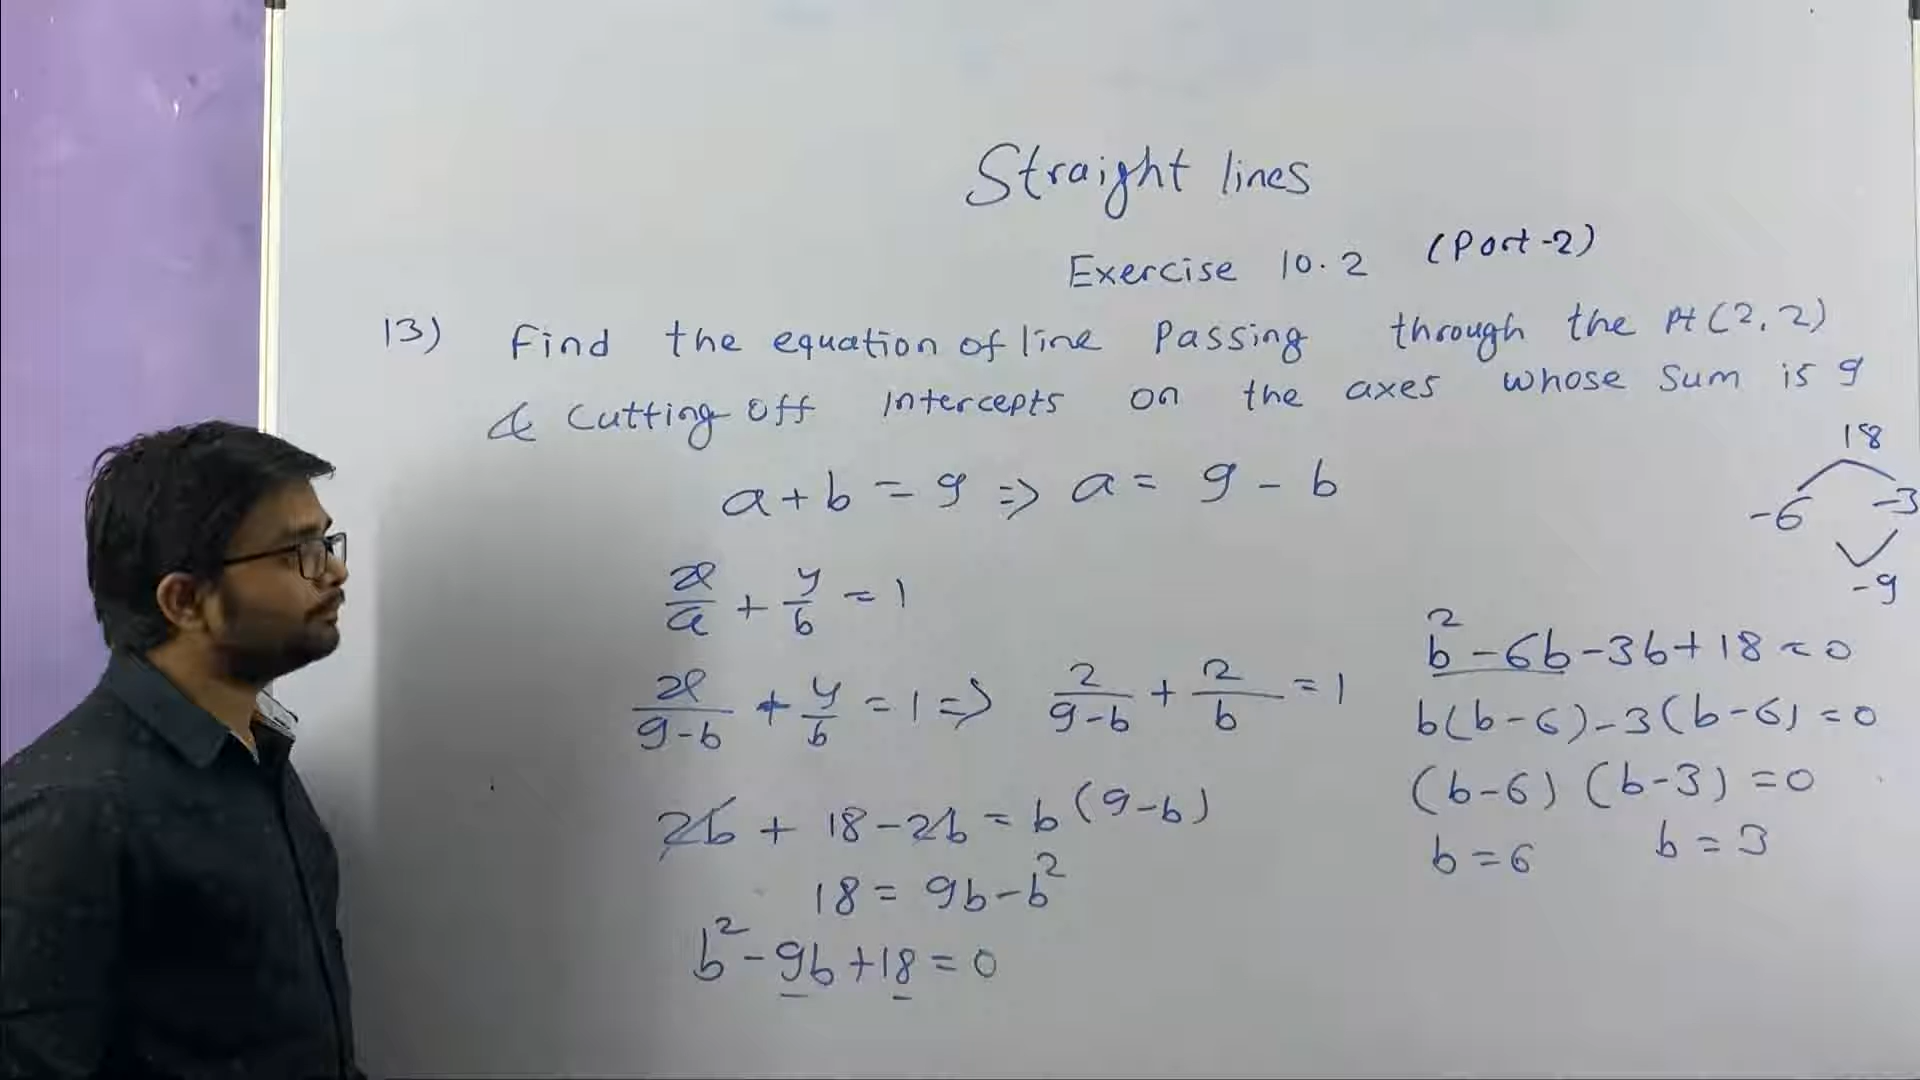 Straight lines
Exercise 10.2 (Part-2)
13) Find the equation of line Passing through the Pt (2,2)
& Cutting off intercepts on the axes whose sum is 9
a + b = 9 => a = 9 - b
x/a + y/b = 1
x/(9-b) + y/b = 1 => 2/(9-b) + 2/b = 1
2b + 18 - 2b = b(9-b)
18 = 9b - b²
b² - 9b + 18 = 0
18
-6 -3
-9
b² - 6b - 3b + 18 = 0
b(b-6) - 3(b-6) = 0
(b-6) (b-3) = 0
b = 6 b = 3